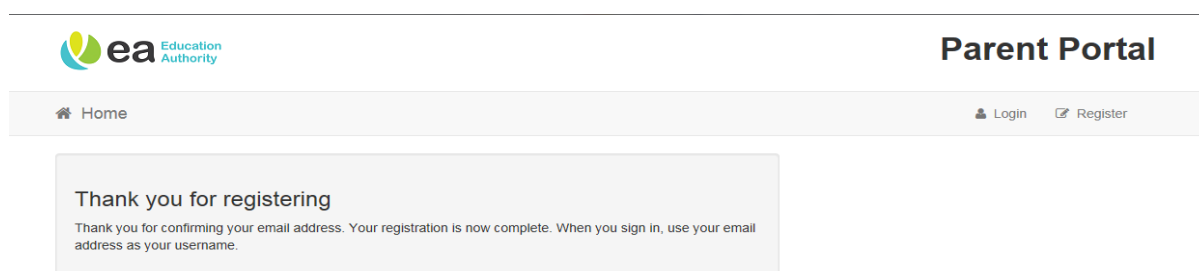 ea Education
Authority
Parent Portal
Home
Login
Register
Thank you for registering
Thank you for confirming your email address. Your registration is now complete. When you sign in, use your email
address as your username.